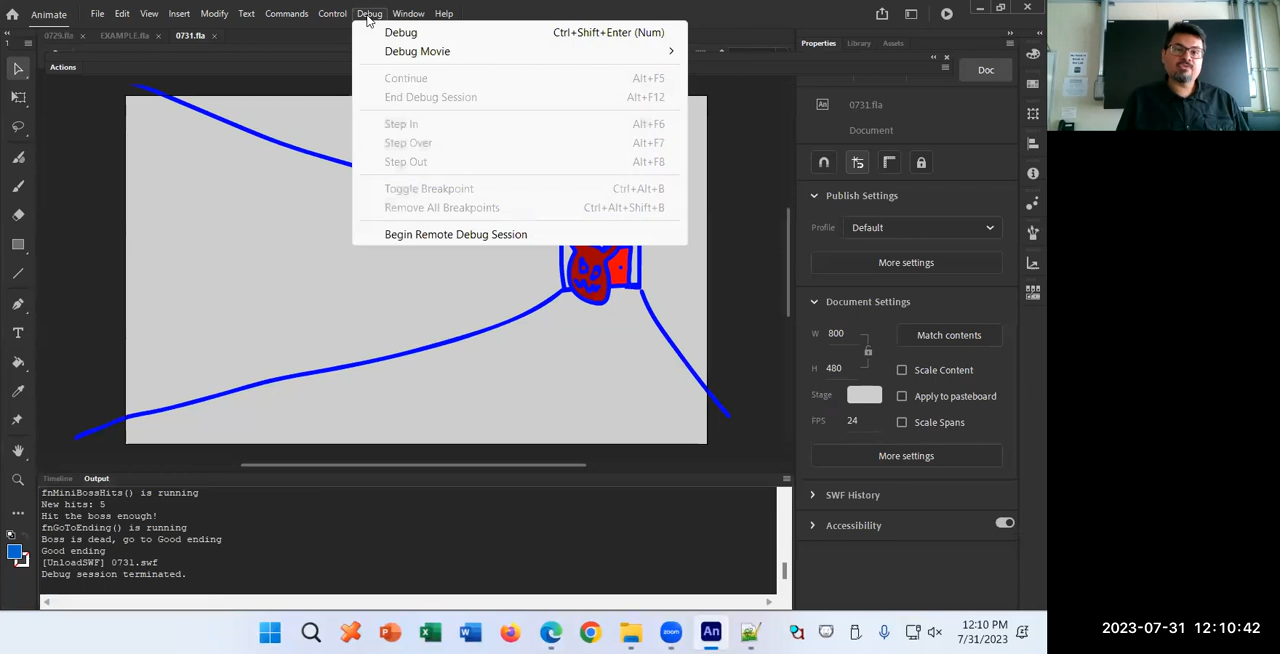 Animate File Edit View Insert Modify Text Commands Control Debug Window Help
0729.fla × EXAMPLE.fla × 0731.fla ×
Actions
Debug Ctrl+Shift+Enter (Num)
Debug Movie
Continue Alt+F5
End Debug Session Alt+F12
Step In Alt+F6
Step Over Alt+F7
Step Out Alt+F8
Toggle Breakpoint Ctrl+Alt+B
Remove All Breakpoints Ctrl+Alt+Shift+B
Begin Remote Debug Session
Properties Library Assets
Doc
An 0731.fla
Document
Publish Settings
Profile Default
More settings
Document Settings
W 800 Match contents
H 480 Scale Content
Stage Apply to pasteboard
FPS 24 Scale Spans
More settings
SWF History
Accessibility
Timeline Output
fnMiniBossHits() is running
New hits: 5
Hit the boss enough!
fnGoToEnding() is running
Boss is dead, go to Good ending
Good ending
[UnloadSWF] 0731.swf
Debug session terminated.
zoom An
12:10 PM
7/31/2023
2023-07-31 12:10:42